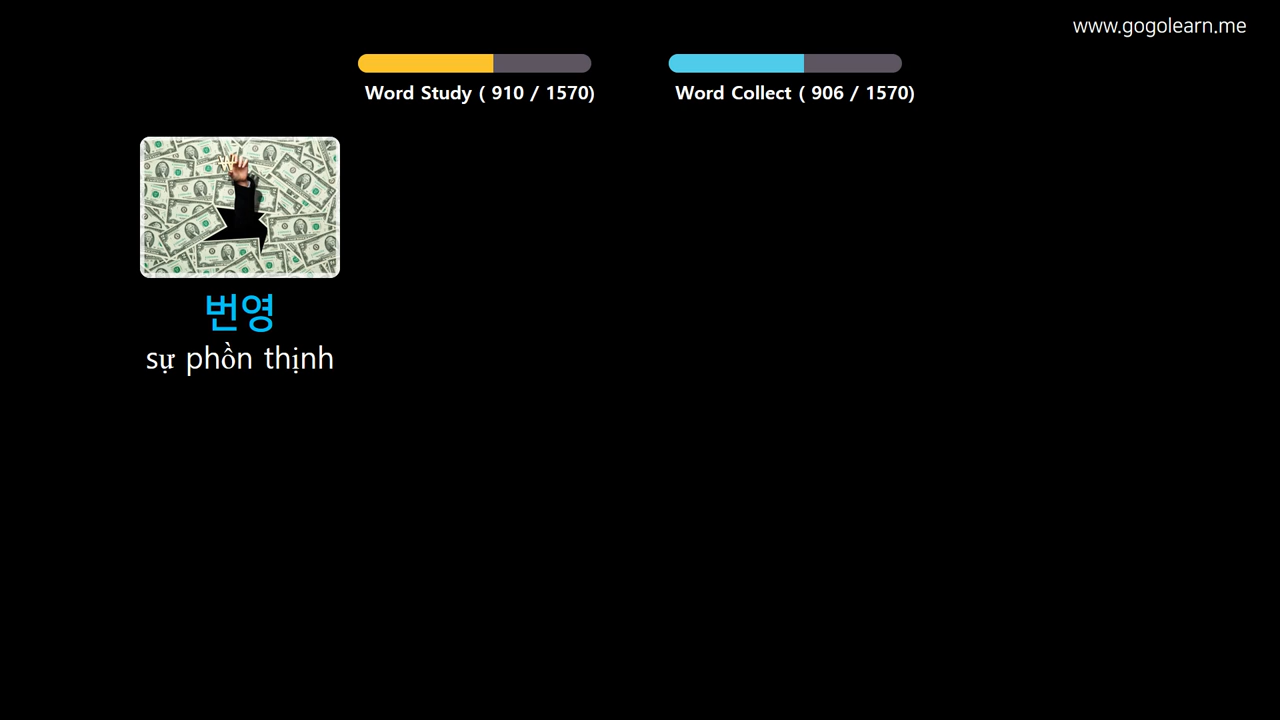 www.gogolearn.me
Word Study ( 910 / 1570)
Word Collect ( 906 / 1570)
번영
sự phồn thịnh